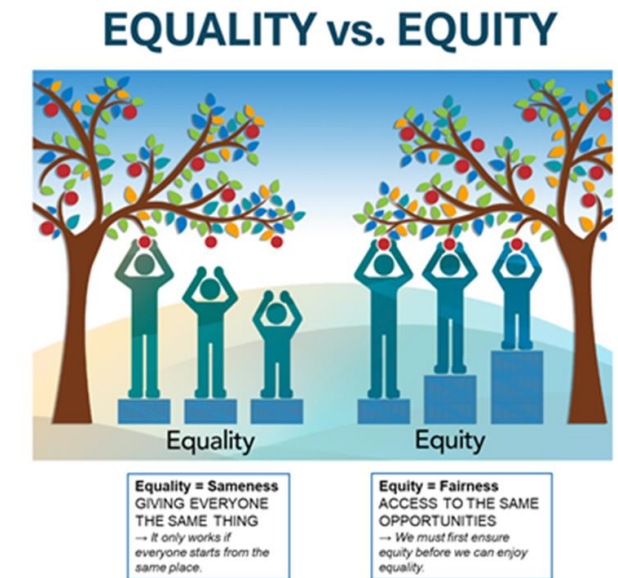 EQUALITY vs. EQUITY
Equality
Equity
Equality = Sameness
GIVING EVERYONE
THE SAME THING
→ It only works if
everyone starts from the
same place.
Equity = Fairness
ACCESS TO THE SAME
OPPORTUNITIES
→ We must first ensure
equity before we can enjoy
equality.